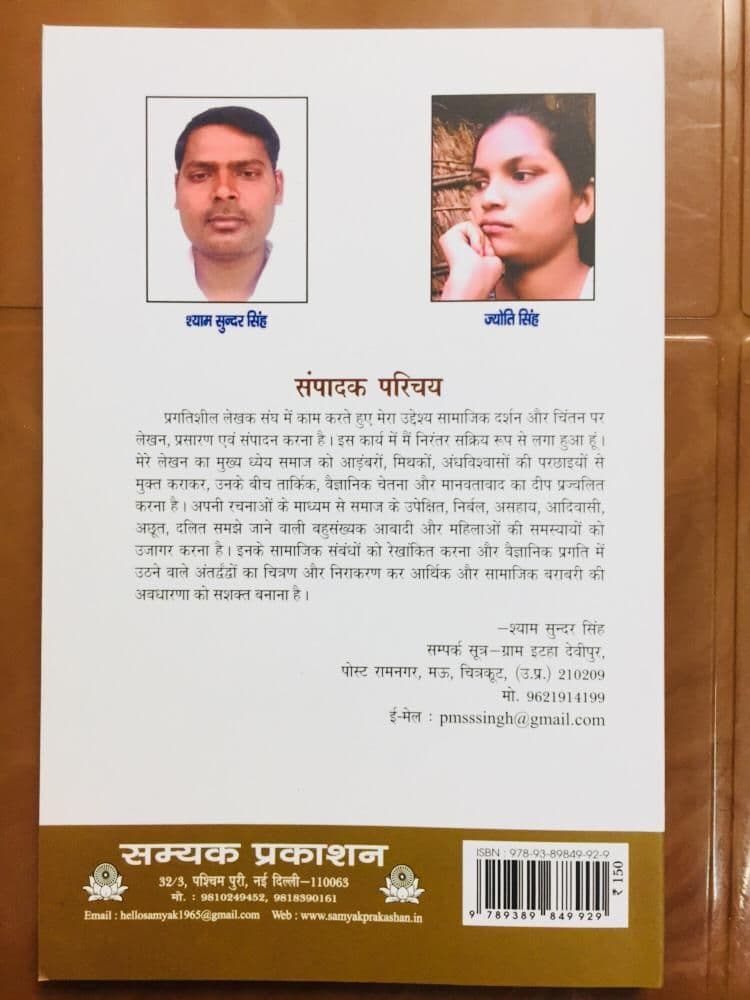 श्याम सुन्दर सिंह
ज्योति सिंह
संपादक परिचय
प्रगतिशील लेखक संघ में काम करते हुए मेरा उद्देश्य सामाजिक दर्शन और चिंतन पर
लेखन, प्रसारण एवं संपादन करना है। इस कार्य में मैं निरंतर सक्रिय रूप से लगा हुआ हूं।
मेरे लेखन का मुख्य ध्येय समाज को आडंबरों, मिथकों, अंधविश्वासों की परछाइयों से
मुक्त कराकर, उनके बीच तार्किक, वैज्ञानिक चेतना और मानवतावाद का दीप प्रज्वलित
करना है। अपनी रचनाओं के माध्यम से समाज के उपेक्षित, निर्बल, असहाय, आदिवासी,
अछूत, दलित समझे जाने वाली बहुसंख्यक आबादी और महिलाओं की समस्यायों को
उजागर करना है। इनके सामाजिक संबंधों को रेखांकित करना और वैज्ञानिक प्रगति में
उठने वाले अंतर्द्वंद्वों का चित्रण और निराकरण कर आर्थिक और सामाजिक बराबरी की
अवधारणा को सशक्त बनाना है।
–श्याम सुन्दर सिंह
सम्पर्क सूत्र–ग्राम इटहा देवीपुर,
पोस्ट रामनगर, मऊ, चित्रकूट, (उ.प्र.) 210209
मो. 9621914199
ई-मेल : pmsssingh@gmail.com
सम्यक प्रकाशन
32/3, पश्चिम पुरी, नई दिल्ली–110063
मो. : 9810249452, 9818390161
Email : hellosamyak1965@gmail.com Web : www.samyakprakashan.in
ISBN : 978-93-89849-92-9
9 789389 849929
₹ 150